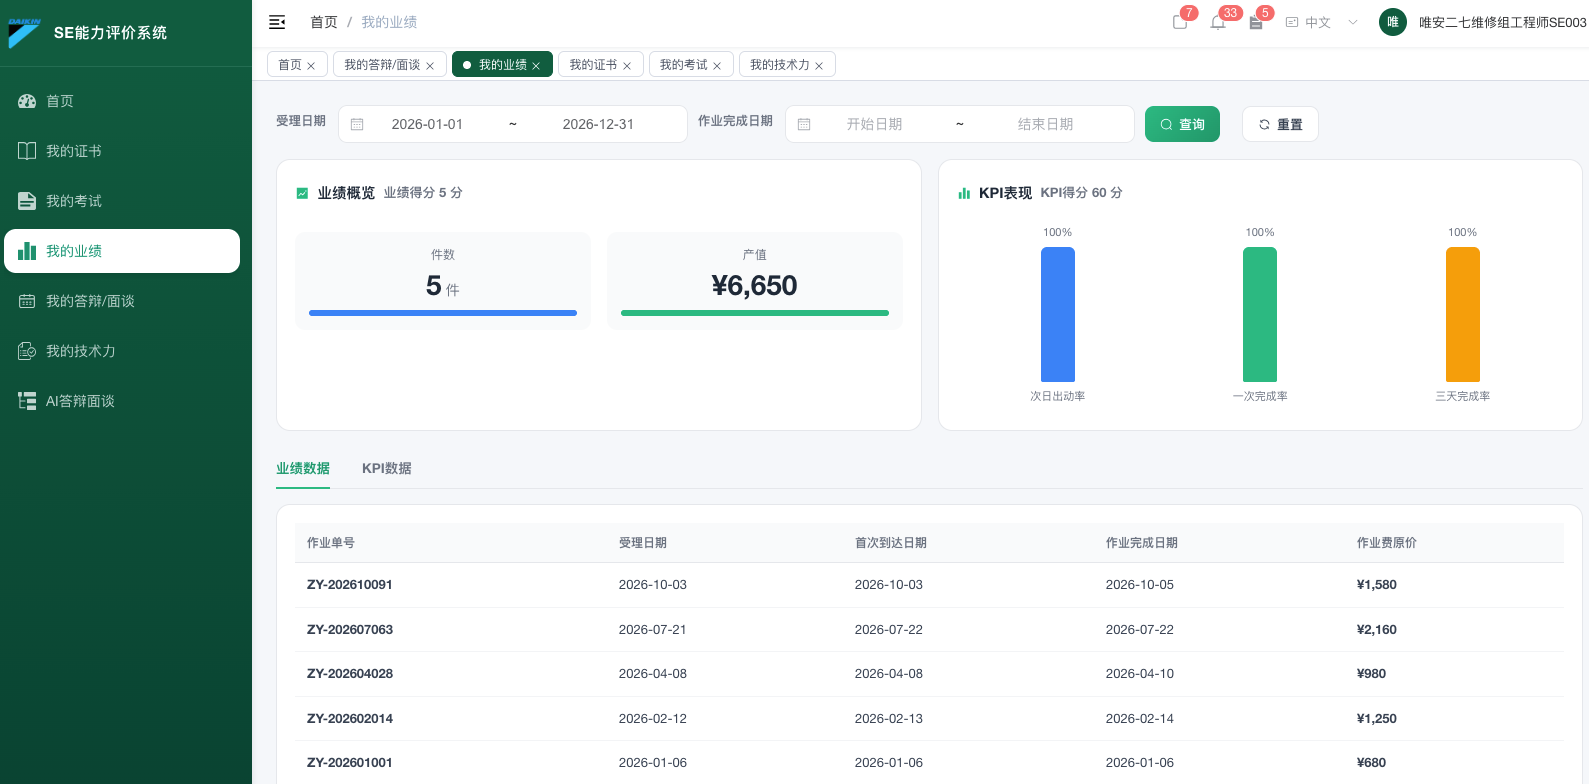 DAIKIN
SE能力评价系统
首页
我的证书
我的考试
我的业绩
我的答辩/面谈
我的技术力
AI答辩面谈
首页 / 我的业绩
7
33
5
中文
唯
唯安二七维修组工程师SE003
首页
我的答辩/面谈
我的业绩
我的证书
我的考试
我的技术力
受理日期 2026-01-01 ~ 2026-12-31 作业完成日期 开始日期 ~ 结束日期 查询 重置
业绩概览 业绩得分 5 分
件数
5 件
产值
¥6,650
KPI表现 KPI得分 60 分
100% 100% 100%
次日出动率 一次完成率 三天完成率
业绩数据 KPI数据
作业单号 受理日期 首次到达日期 作业完成日期 作业费原价
ZY-202610091 2026-10-03 2026-10-03 2026-10-05 ¥1,580
ZY-202607063 2026-07-21 2026-07-22 2026-07-22 ¥2,160
ZY-202604028 2026-04-08 2026-04-08 2026-04-10 ¥980
ZY-202602014 2026-02-12 2026-02-13 2026-02-14 ¥1,250
ZY-202601001 2026-01-06 2026-01-06 2026-01-06 ¥680